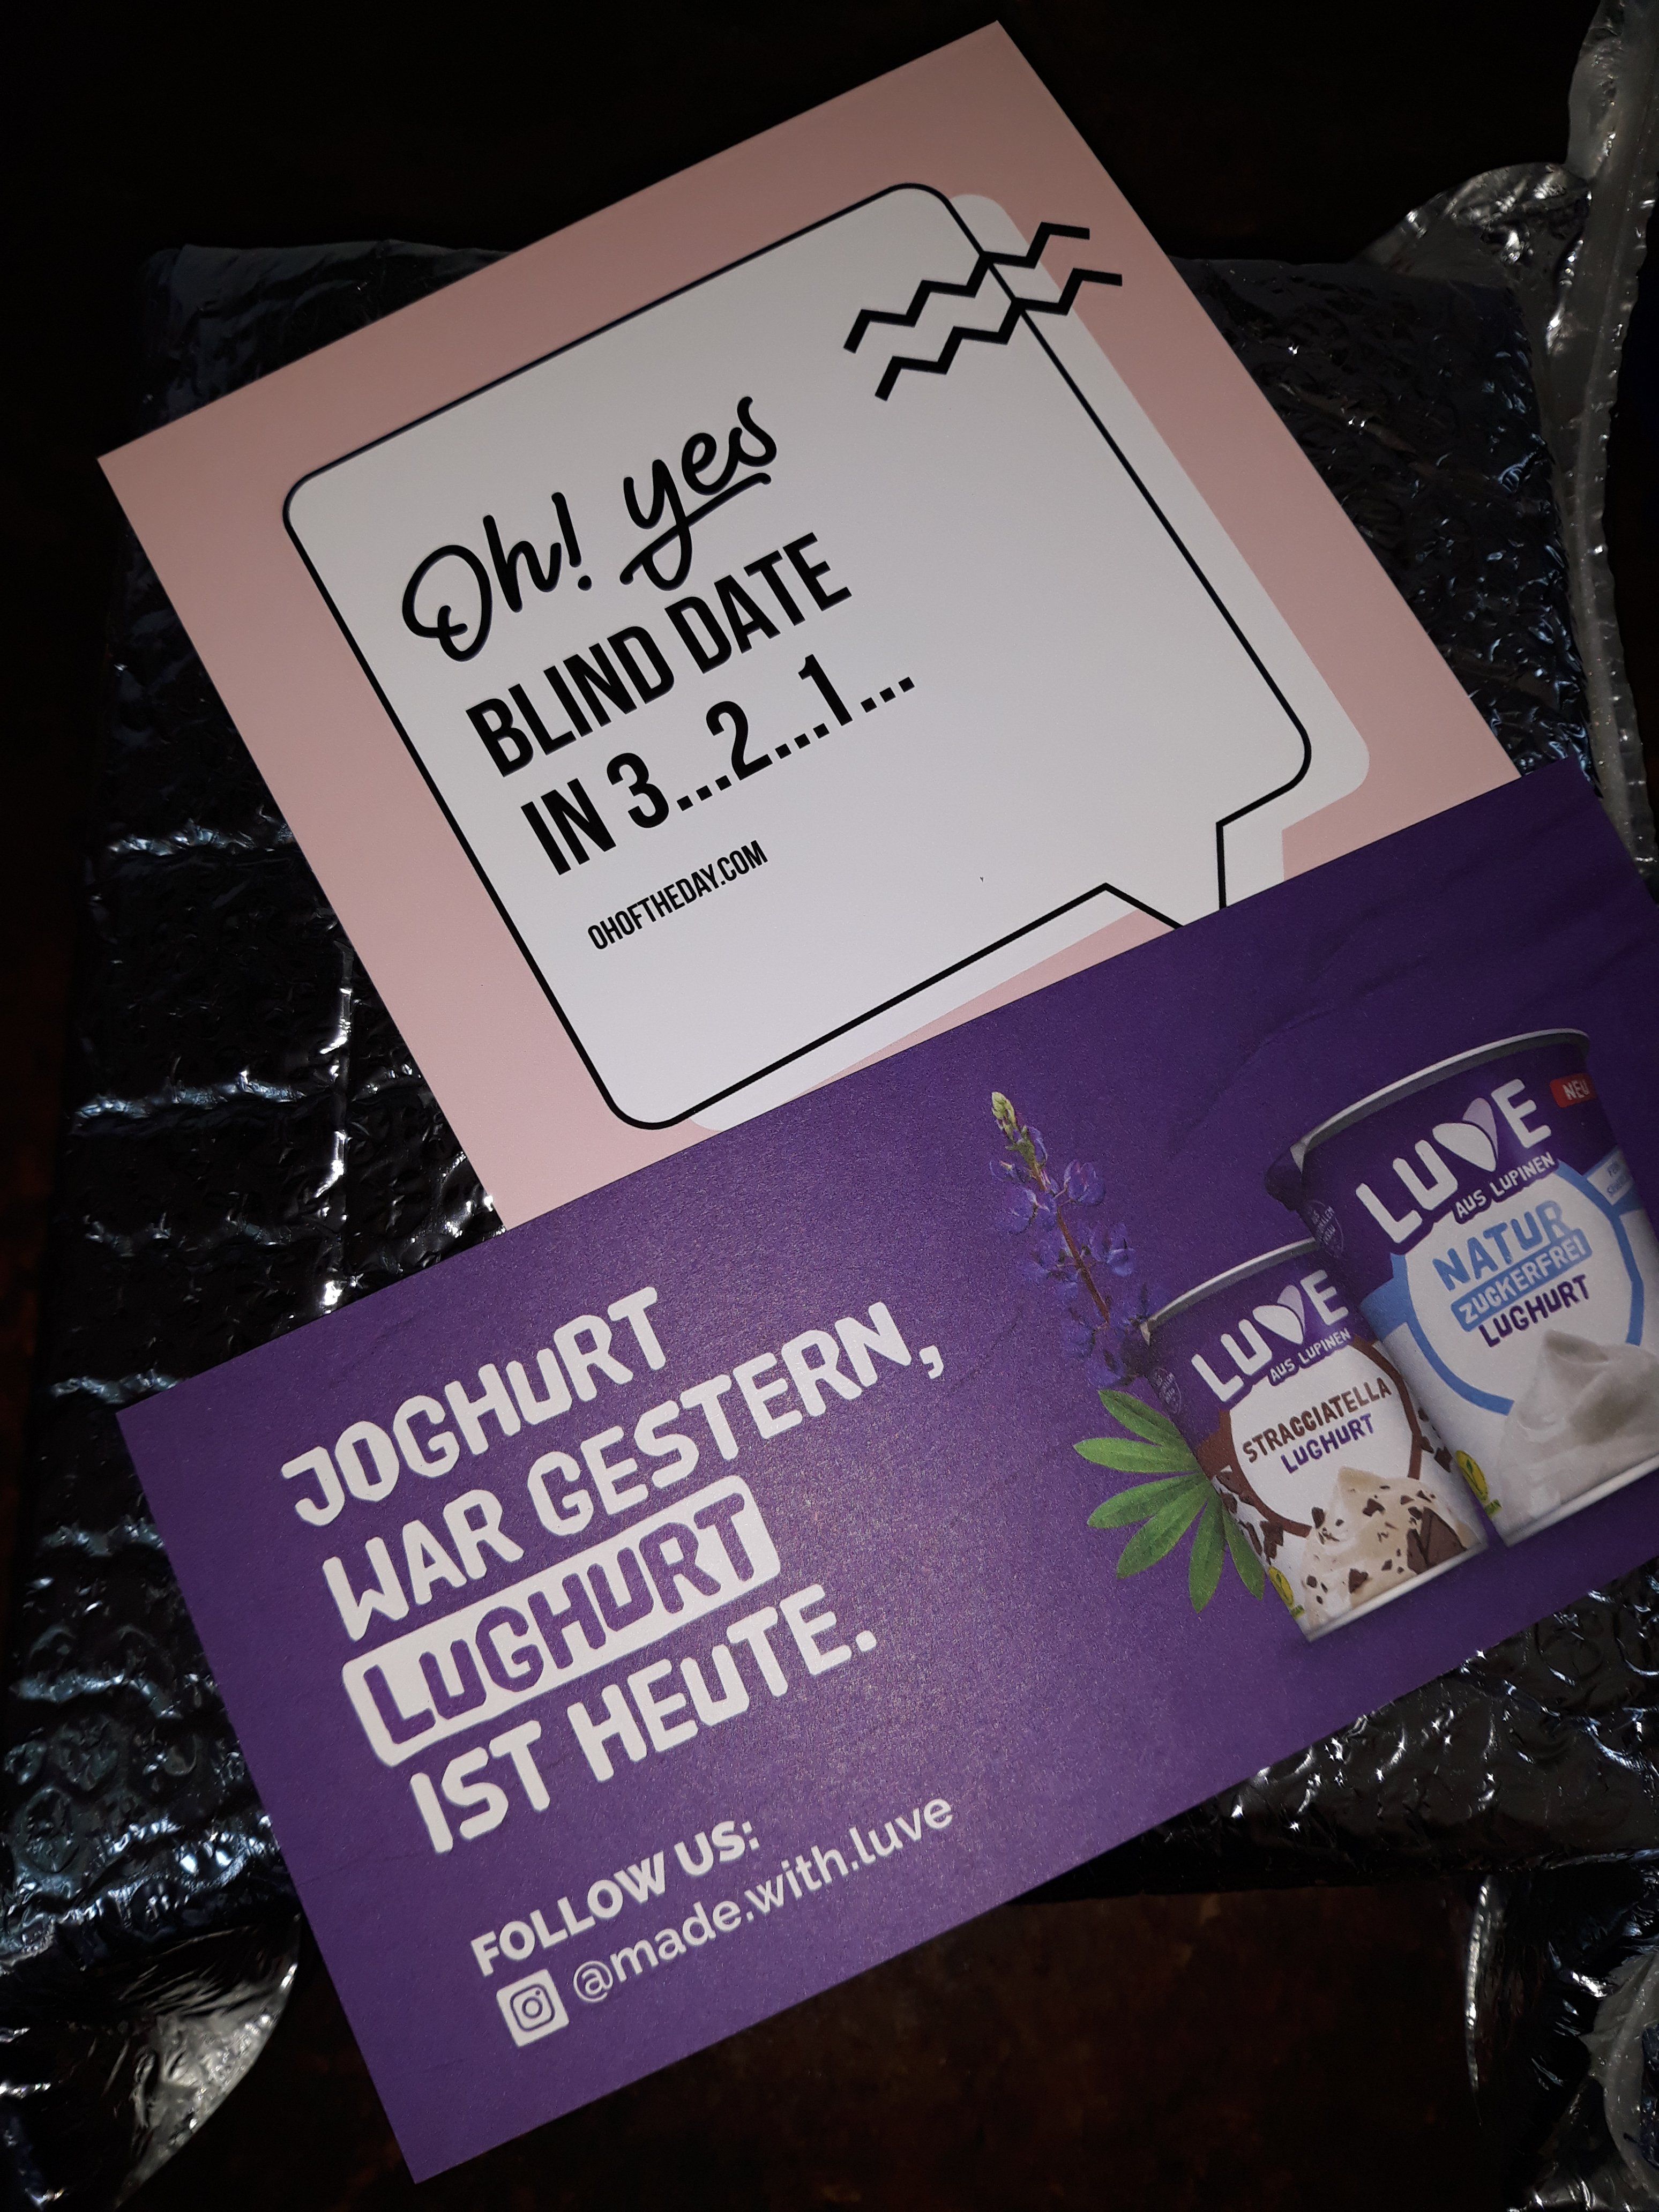 Oh! yes
BLIND DATE
IN 3...2...1...
OHOFTHEDAY.COM
JOGHURT
WAR GESTERN,
LUGHURT
IST HEUTE.
FOLLOW US:
@made.with.luve
LUVE
AUS LUPINEN
STRACCIATELLA
LUGHURT
LUVE
NEU
AUS LUPINEN
NATUR
ZUCKERFREI
LUGHURT